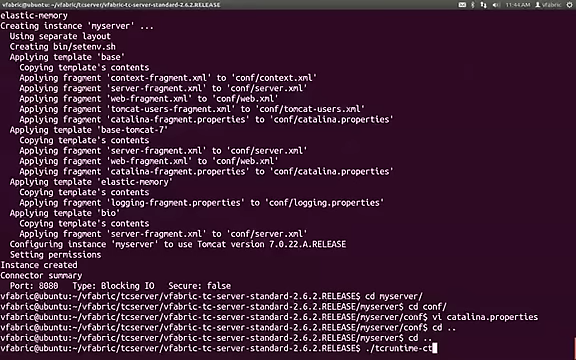 vfabric@ubuntu: ~/vfabric/tcserver/vfabric-tc-server-standard-2.6.2.RELEASE
11:44 AM
vfabric
elastic-memory
Creating instance 'myserver' ...
Using separate layout
Creating bin/setenv.sh
Applying template 'base'
Copying template's contents
Applying fragment 'context-fragment.xml' to 'conf/context.xml'
Applying fragment 'server-fragment.xml' to 'conf/server.xml'
Applying fragment 'web-fragment.xml' to 'conf/web.xml'
Applying fragment 'tomcat-users-fragment.xml' to 'conf/tomcat-users.xml'
Applying fragment 'catalina-fragment.properties' to 'conf/catalina.properties'
Applying template 'base-tomcat-7'
Copying template's contents
Applying fragment 'server-fragment.xml' to 'conf/server.xml'
Applying fragment 'web-fragment.xml' to 'conf/web.xml'
Applying fragment 'catalina-fragment.properties' to 'conf/catalina.properties'
Applying template 'elastic-memory'
Copying template's contents
Applying fragment 'logging-fragment.properties' to 'conf/logging.properties'
Applying template 'bio'
Copying template's contents
Applying fragment 'server-fragment.xml' to 'conf/server.xml'
Configuring instance 'myserver' to use Tomcat version 7.0.22.A.RELEASE
Setting permissions
Instance created
Connector summary
Port: 8080 Type: Blocking IO Secure: false
vfabric@ubuntu:~/vfabric/tcserver/vfabric-tc-server-standard-2.6.2.RELEASE$ cd myserver/
vfabric@ubuntu:~/vfabric/tcserver/vfabric-tc-server-standard-2.6.2.RELEASE/myserver$ cd conf/
vfabric@ubuntu:~/vfabric/tcserver/vfabric-tc-server-standard-2.6.2.RELEASE/myserver/conf$ vi catalina.properties
vfabric@ubuntu:~/vfabric/tcserver/vfabric-tc-server-standard-2.6.2.RELEASE/myserver/conf$ cd ..
vfabric@ubuntu:~/vfabric/tcserver/vfabric-tc-server-standard-2.6.2.RELEASE/myserver$ cd ..
vfabric@ubuntu:~/vfabric/tcserver/vfabric-tc-server-standard-2.6.2.RELEASE$ ./tcruntime-ct